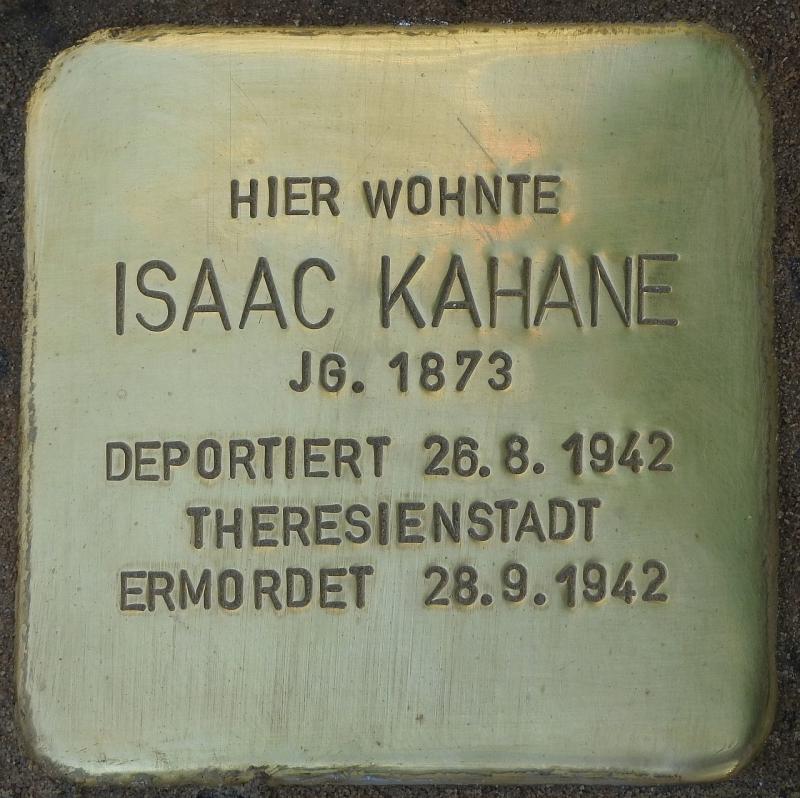 HIER WOHNTE
ISAAC KAHANE
JG. 1873
DEPORTIERT 26.8.1942
THERESIENSTADT
ERMORDET 28.9.1942